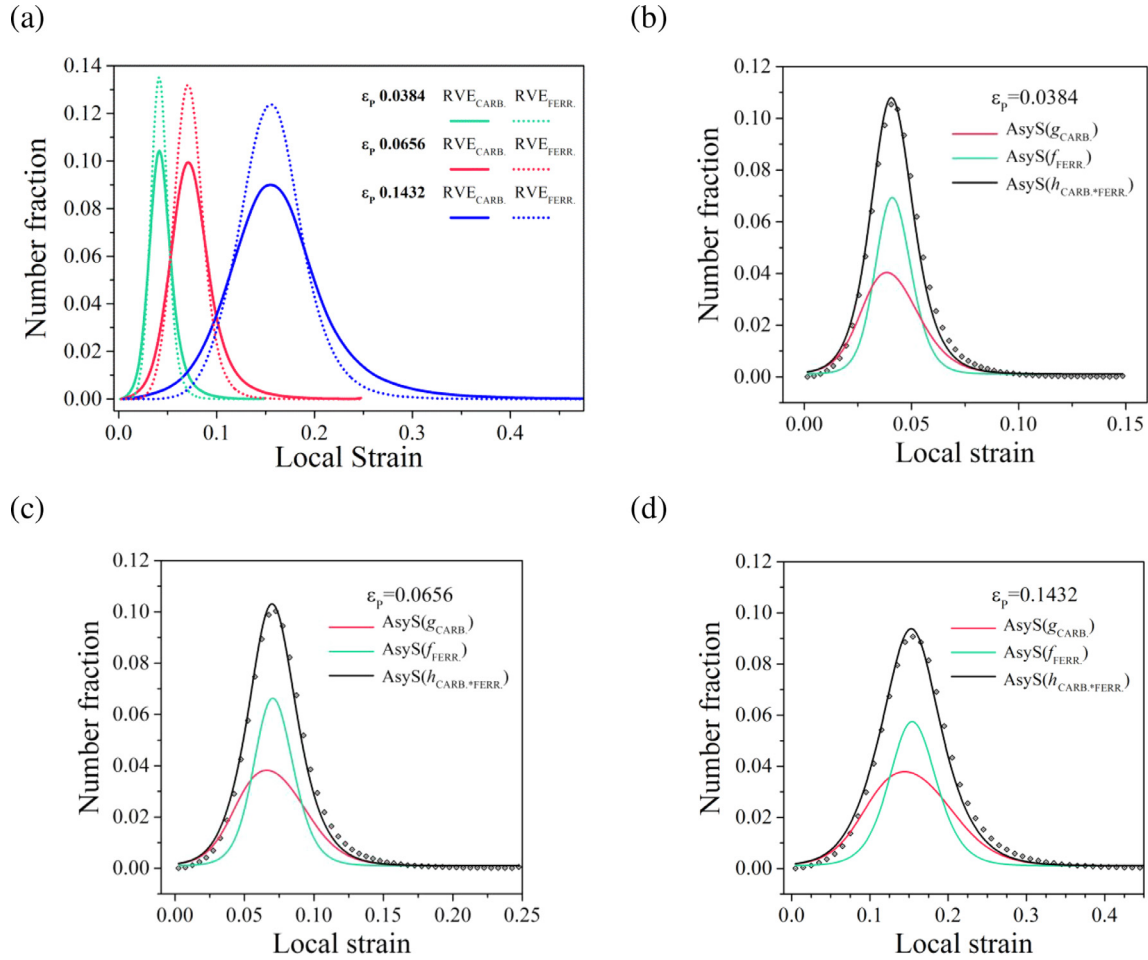 (a)
0.14
0.12
0.10
0.08
0.06
0.04
0.02
0.00
Number fraction
εP 0.0384 RVECARB. RVEFERR.
εP 0.0656 RVECARB. RVEFERR.
εP 0.1432 RVECARB. RVEFERR.
0.0 0.1 0.2 0.3 0.4
Local Strain
(b)
0.12
0.10
0.08
0.06
0.04
0.02
0.00
Number fraction
εP=0.0384
AsyS(gCARB.)
AsyS(fFERR.)
AsyS(hCARB.*FERR.)
0.00 0.05 0.10 0.15
Local strain
(c)
0.12
0.10
0.08
0.06
0.04
0.02
0.00
Number fraction
εP=0.0656
AsyS(gCARB.)
AsyS(fFERR.)
AsyS(hCARB.*FERR.)
0.00 0.05 0.10 0.15 0.20 0.25
Local strain
(d)
0.12
0.10
0.08
0.06
0.04
0.02
0.00
Number fraction
εP=0.1432
AsyS(gCARB.)
AsyS(fFERR.)
AsyS(hCARB.*FERR.)
0.0 0.1 0.2 0.3 0.4
Local strain